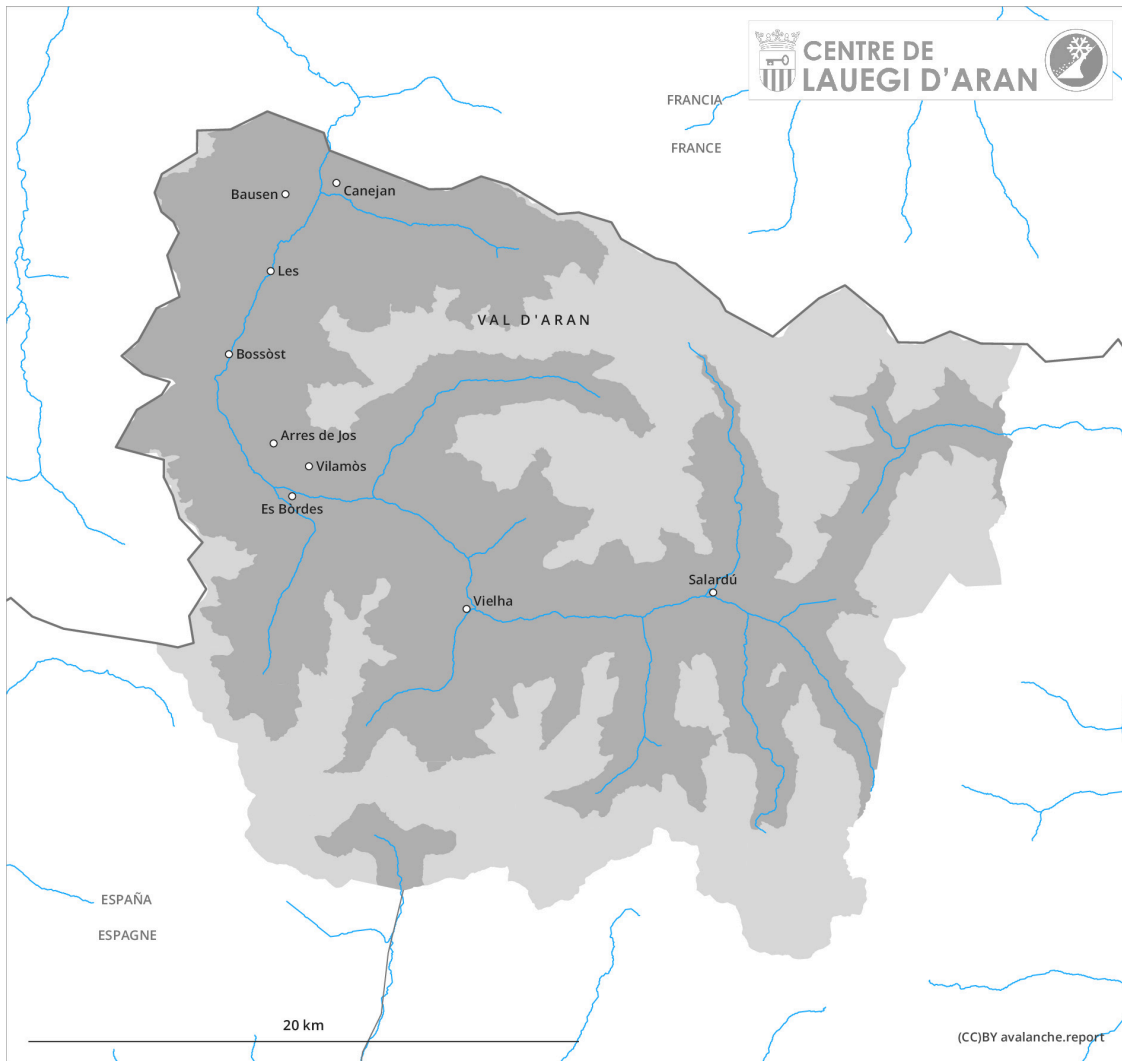 CENTRE DE
LAUEGI D'ARAN
FRANCIA
FRANCE
Bausen
Canejan
Les
VAL D'ARAN
Bossòst
Arres de Jos
Vilamòs
Es Bòrdes
Salardú
Vielha
ESPAÑA
ESPAGNE
20 km
(CC)BY avalanche.report